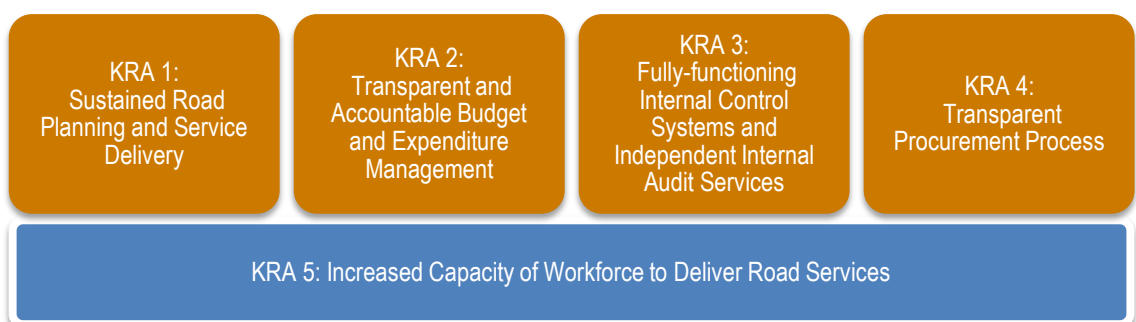 KRA 1:
Sustained Road
Planning and Service
Delivery
KRA 2:
Transparent and
Accountable Budget
and Expenditure
Management
KRA 3:
Fully-functioning
Internal Control
Systems and
Independent Internal
Audit Services
KRA 4:
Transparent
Procurement Process
KRA 5: Increased Capacity of Workforce to Deliver Road Services